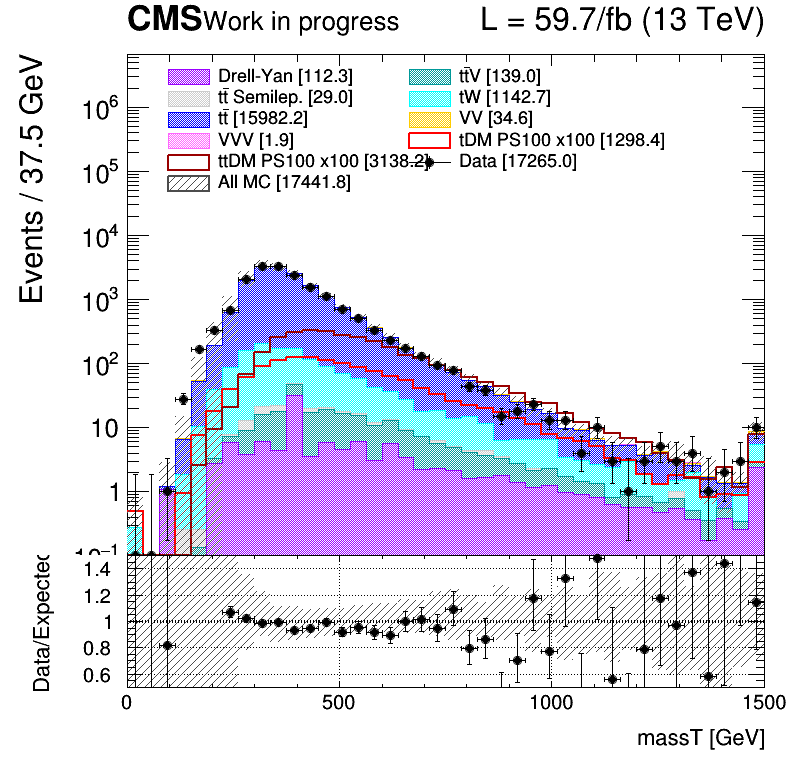 CMS Work in progress L = 59.7/fb (13 TeV)
Events / 37.5 GeV
Drell-Yan [112.3] tt̄V [139.0]
tt̄ Semilep. [29.0] tW [1142.7]
tt̄ [15982.2] VV [34.6]
VVV [1.9] tDM PS100 x100 [1298.4]
ttDM PS100 x100 [3138.2] Data [17265.0]
All MC [17441.8]
10⁶
10⁵
10⁴
10³
10²
10
1
10⁻¹
Data/Expected
1.4
1.2
1
0.8
0.6
0 500 1000 1500
massT [GeV]